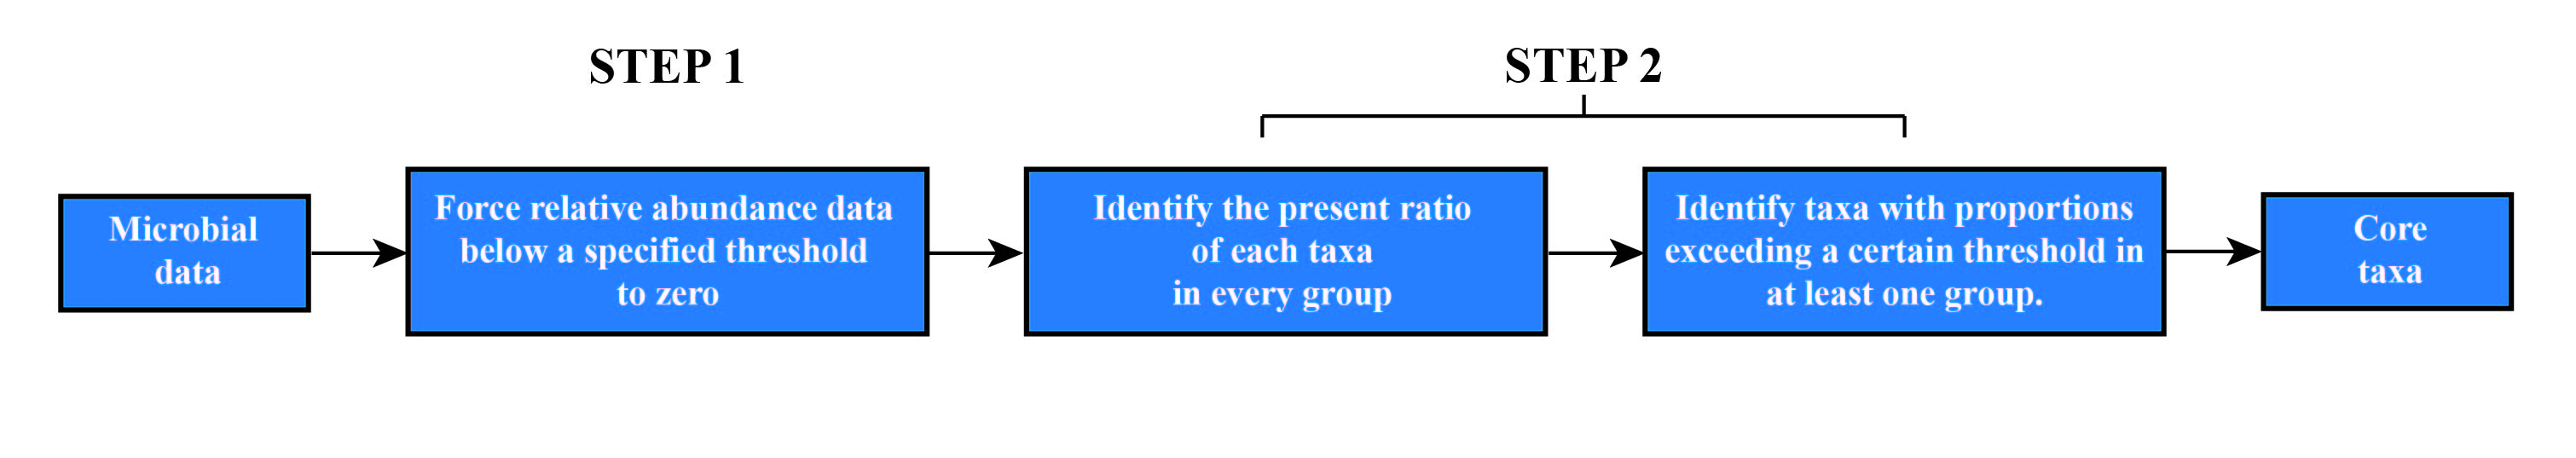 STEP 1
STEP 2
Microbial
data
Force relative abundance data
below a specified threshold
to zero
Identify the present ratio
of each taxa
in every group
Identify taxa with proportions
exceeding a certain threshold in
at least one group.
Core
taxa